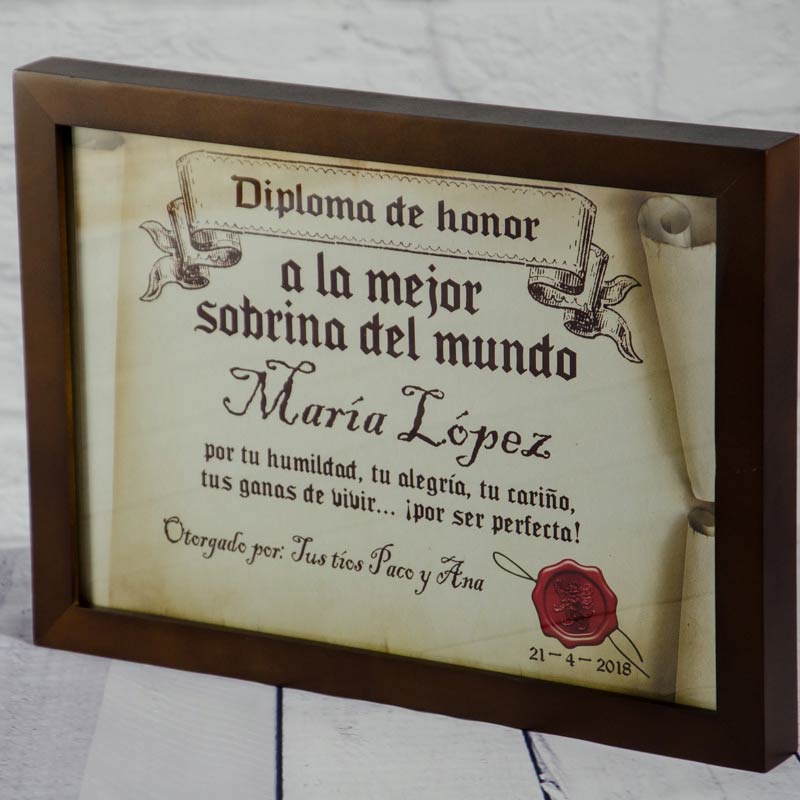 Diploma de honor
a la mejor
sobrina del mundo
María López
por tu humildad, tu alegría, tu cariño,
tus ganas de vivir... ¡por ser perfecta!
Otorgado por: Tus tíos Paco y Ana
21-4-2018